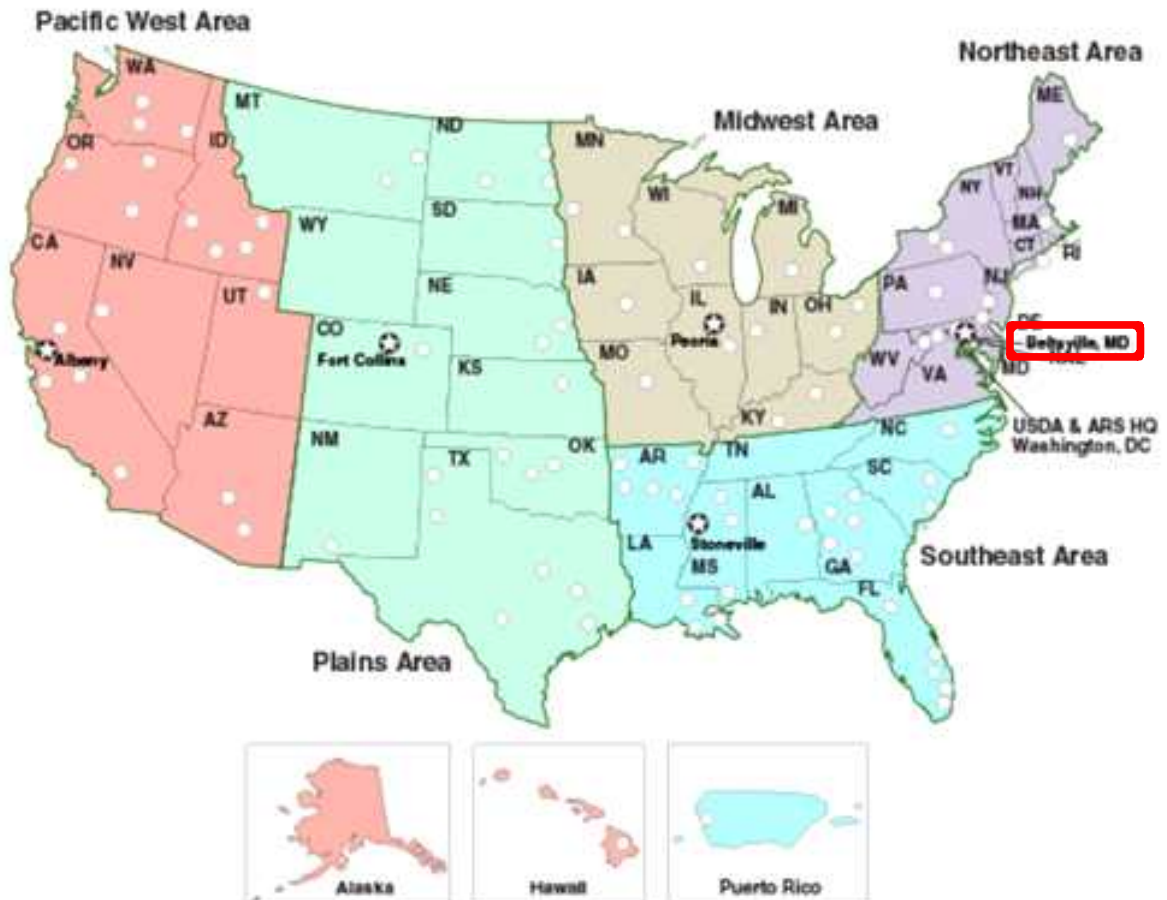 Pacific West Area
Northeast Area
Midwest Area
WA
MT
ND
MN
ME
OR
ID
WI
MI
VT
NH
NY
MA
CT
RI
SD
WY
CA
NV
UT
NE
IA
IL
IN
OH
PA
NJ
DE
CO
Albany
Fort Collins
Peoria
Beltsville, MD
KS
MO
WV
VA
MD
KY
AZ
NM
TX
OK
AR
TN
NC
SC
USDA & ARS HQ
Washington, DC
AL
LA
Stoneville
MS
GA
FL
Southeast Area
Plains Area
Alaska
Hawaii
Puerto Rico